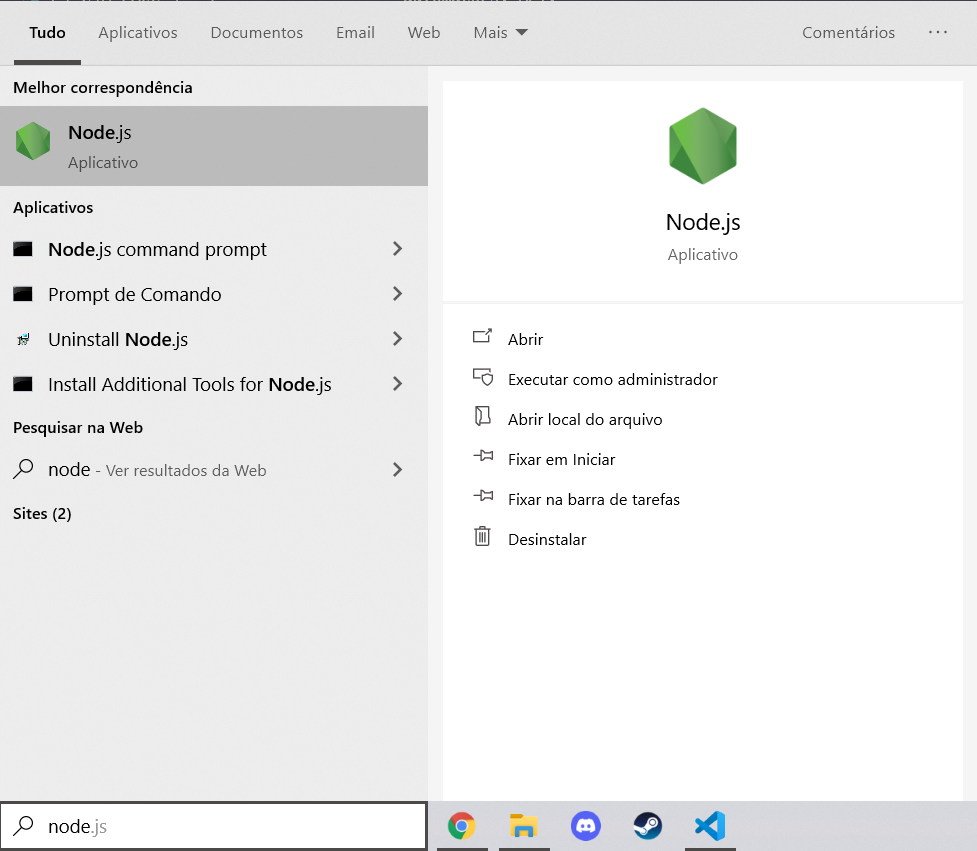 Tudo Aplicativos Documentos Email Web Mais Comentários ...
Melhor correspondência
Node.js
Aplicativo
Aplicativos
Node.js command prompt
Prompt de Comando
Uninstall Node.js
Install Additional Tools for Node.js
Pesquisar na Web
node - Ver resultados da Web
Sites (2)
Node.js
Aplicativo
Abrir
Executar como administrador
Abrir local do arquivo
Fixar em Iniciar
Fixar na barra de tarefas
Desinstalar
node.js